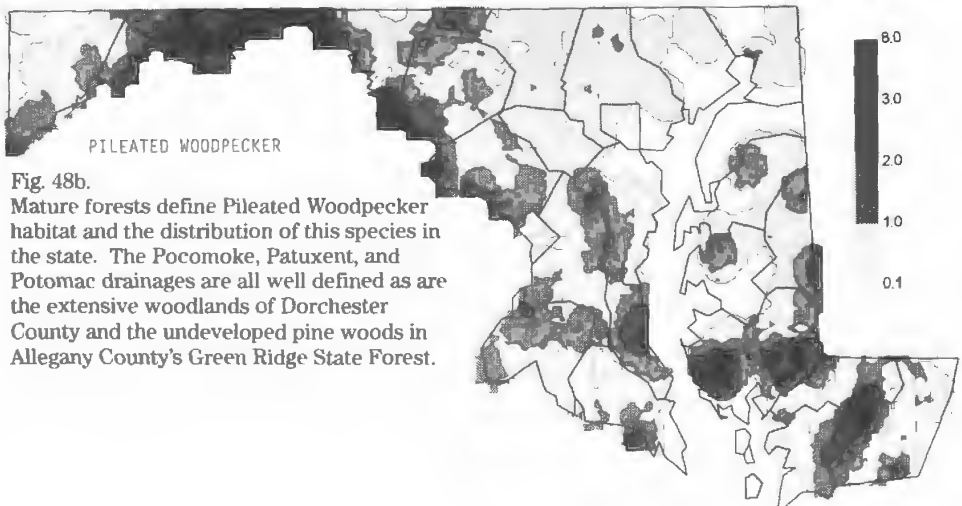 PILEATED WOODPECKER
Fig. 48b.
Mature forests define Pileated Woodpecker
habitat and the distribution of this species in
the state. The Pocomoke, Patuxent, and
Potomac drainages are all well defined as are
the extensive woodlands of Dorchester
County and the undeveloped pine woods in
Allegany County's Green Ridge State Forest.
8.0
3.0
2.0
1.0
0.1